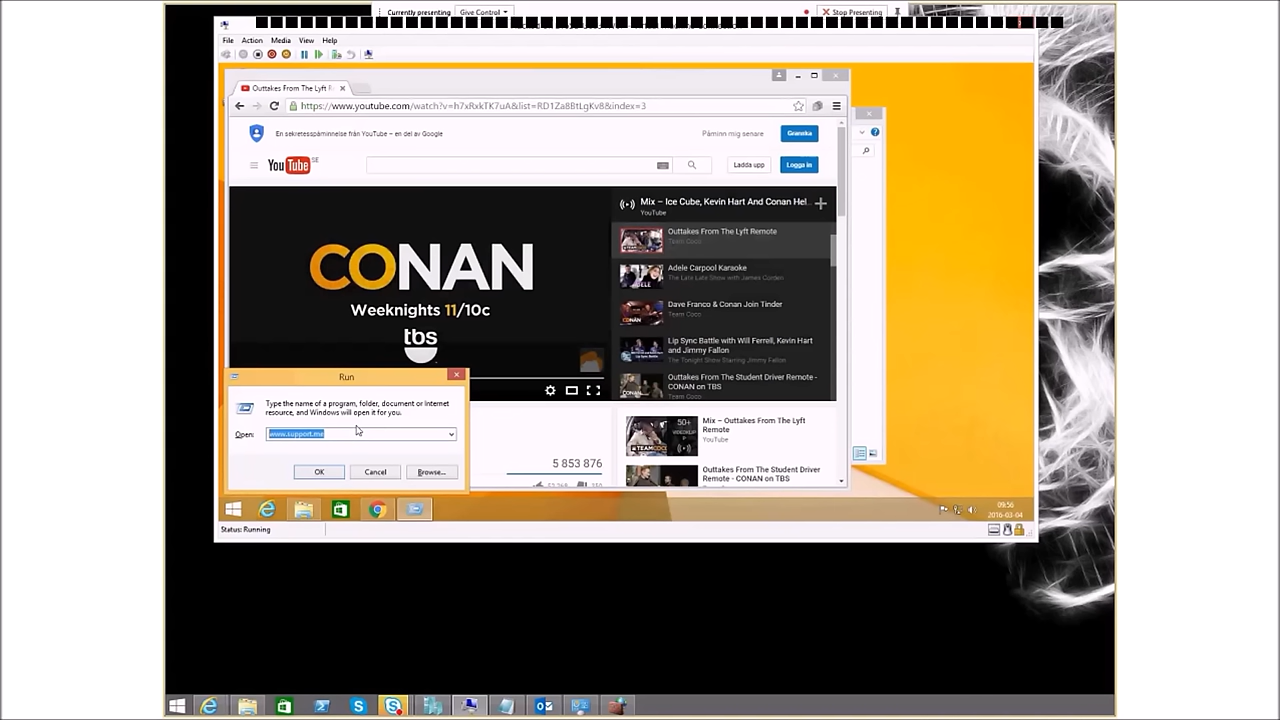 Currently presenting
Give Control
Stop Presenting
File Action Media View Help
Outtakes From The Lyft R
https://www.youtube.com/watch?v=h7xRxkTK7uA&list=RD1Za8BtLgKv8&index=3
En sekretesspåminnelse från YouTube – en del av Google
Påminn mig senare
Granska
YouTube SE
Ladda upp
Logga in
CONAN
Weeknights 11/10c
tbs
Mix – Ice Cube, Kevin Hart And Conan Hel..
YouTube
Outtakes From The Lyft Remote
Team Coco
Adele Carpool Karaoke
The Late Late Show with James Corden
Dave Franco & Conan Join Tinder
Team Coco
Lip Sync Battle with Will Ferrell, Kevin Hart
and Jimmy Fallon
The Tonight Show Starring Jimmy Fallon
Outtakes From The Student Driver Remote -
CONAN on TBS
Team Coco
Run
Type the name of a program, folder, document or Internet
resource, and Windows will open it for you.
Open:
www.support.me
OK
Cancel
Browse...
5 853 876
50+
Mix – Outtakes From The Lyft
Remote
YouTube
Outtakes From The Student Driver
Remote - CONAN on TBS
09:56
2016-03-04
Status: Running